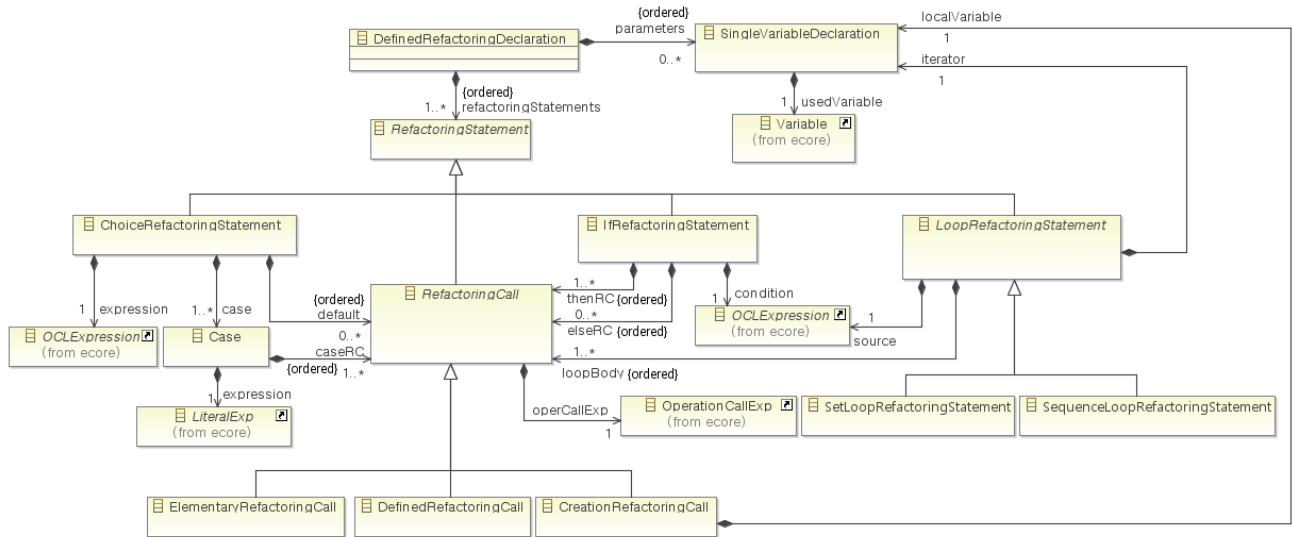 {ordered}
localVariable
DefinedRefactoringDeclaration
parameters
SingleVariableDeclaration
1
0..*
iterator
1
{ordered}
1..*
refactoringStatements
1
usedVariable
RefactoringStatement
Variable
(from ecore)
ChoiceRefactoringStatement
IfRefactoringStatement
LoopRefactoringStatement
1..*
thenRC {ordered}
1
condition
1
expression
1..*
case
{ordered}
default
RefactoringCall
0..*
elseRC {ordered}
OCLExpression
(from ecore)
1
source
OCLExpression
(from ecore)
Case
0..*
caseRC
{ordered}
1..*
1..*
loopBody {ordered}
1
expression
LiteralExp
(from ecore)
operCallExp
1
OperationCallExp
(from ecore)
SetLoopRefactoringStatement
SequenceLoopRefactoringStatement
ElementaryRefactoringCall
DefinedRefactoringCall
CreationRefactoringCall